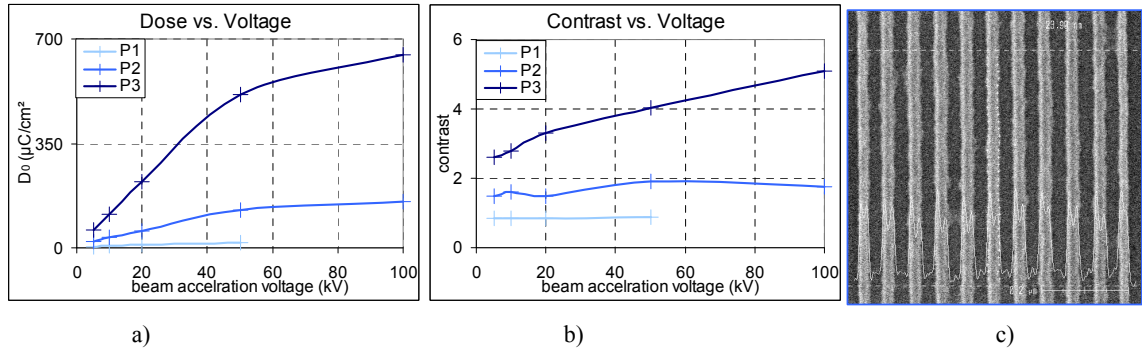 Dose vs. Voltage
700
350
0
D₀ (µC/cm²)
P1
P2
P3
0 20 40 60 80 100
beam accelration voltage (kV)
a)
Contrast vs. Voltage
6
4
2
0
contrast
P1
P2
P3
0 20 40 60 80 100
beam accelration voltage (kV)
b)
nm
µm
c)